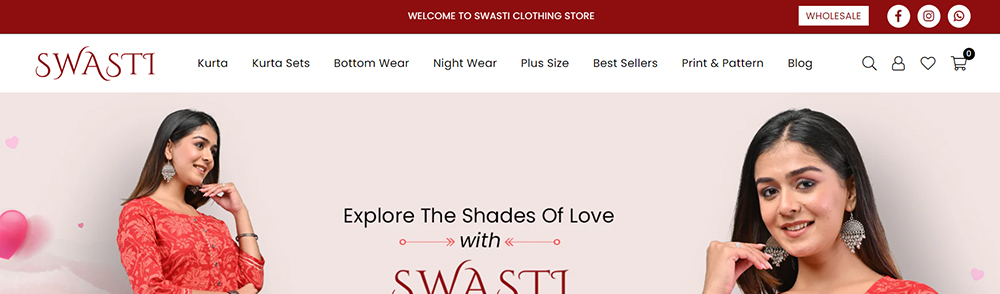 WELCOME TO SWASTI CLOTHING STORE
WHOLESALE
SWASTI
Kurta
Kurta Sets
Bottom Wear
Night Wear
Plus Size
Best Sellers
Print & Pattern
Blog
0
Explore The Shades Of Love
with
SWASTI